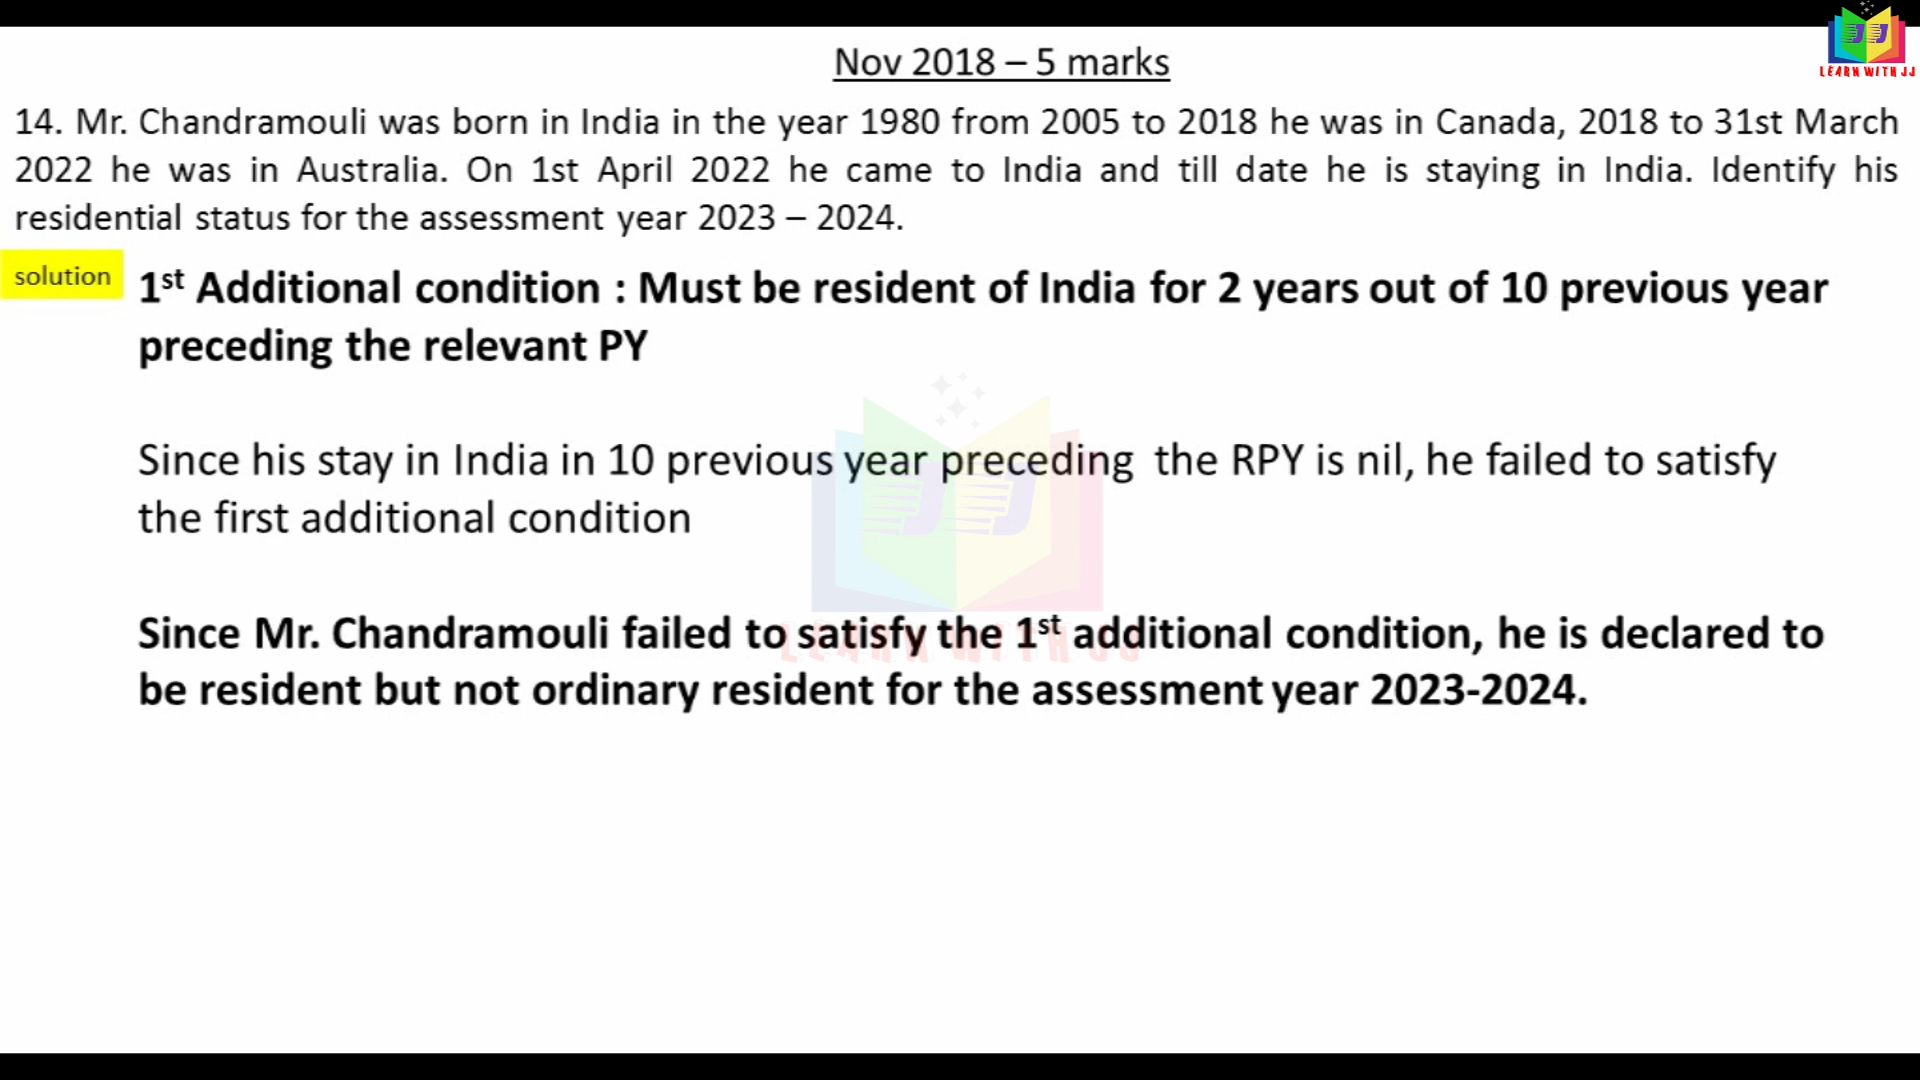 Nov 2018 – 5 marks
LEARN WITH JJ
14. Mr. Chandramouli was born in India in the year 1980 from 2005 to 2018 he was in Canada, 2018 to 31st March
2022 he was in Australia. On 1st April 2022 he came to India and till date he is staying in India. Identify his
residential status for the assessment year 2023 – 2024.
solution
1st Additional condition : Must be resident of India for 2 years out of 10 previous year
preceding the relevant PY
Since his stay in India in 10 previous year preceding the RPY is nil, he failed to satisfy
the first additional condition
Since Mr. Chandramouli failed to satisfy the 1st additional condition, he is declared to
be resident but not ordinary resident for the assessment year 2023-2024.
LEARN WITH JJ